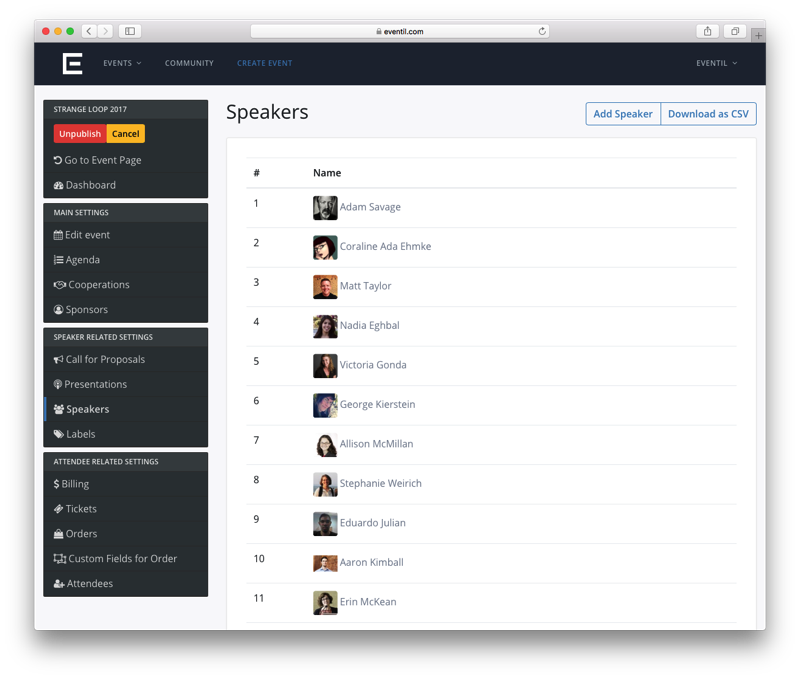 eventil.com
E
EVENTS
COMMUNITY
CREATE EVENT
EVENTIL
STRANGE LOOP 2017
Unpublish
Cancel
Go to Event Page
Dashboard
MAIN SETTINGS
Edit event
Agenda
Cooperations
Sponsors
SPEAKER RELATED SETTINGS
Call for Proposals
Presentations
Speakers
Labels
ATTENDEE RELATED SETTINGS
Billing
Tickets
Orders
Custom Fields for Order
Attendees
Speakers
Add Speaker
Download as CSV
# Name
1 Adam Savage
2 Coraline Ada Ehmke
3 Matt Taylor
4 Nadia Eghbal
5 Victoria Gonda
6 George Kierstein
7 Allison McMillan
8 Stephanie Weirich
9 Eduardo Julian
10 Aaron Kimball
11 Erin McKean